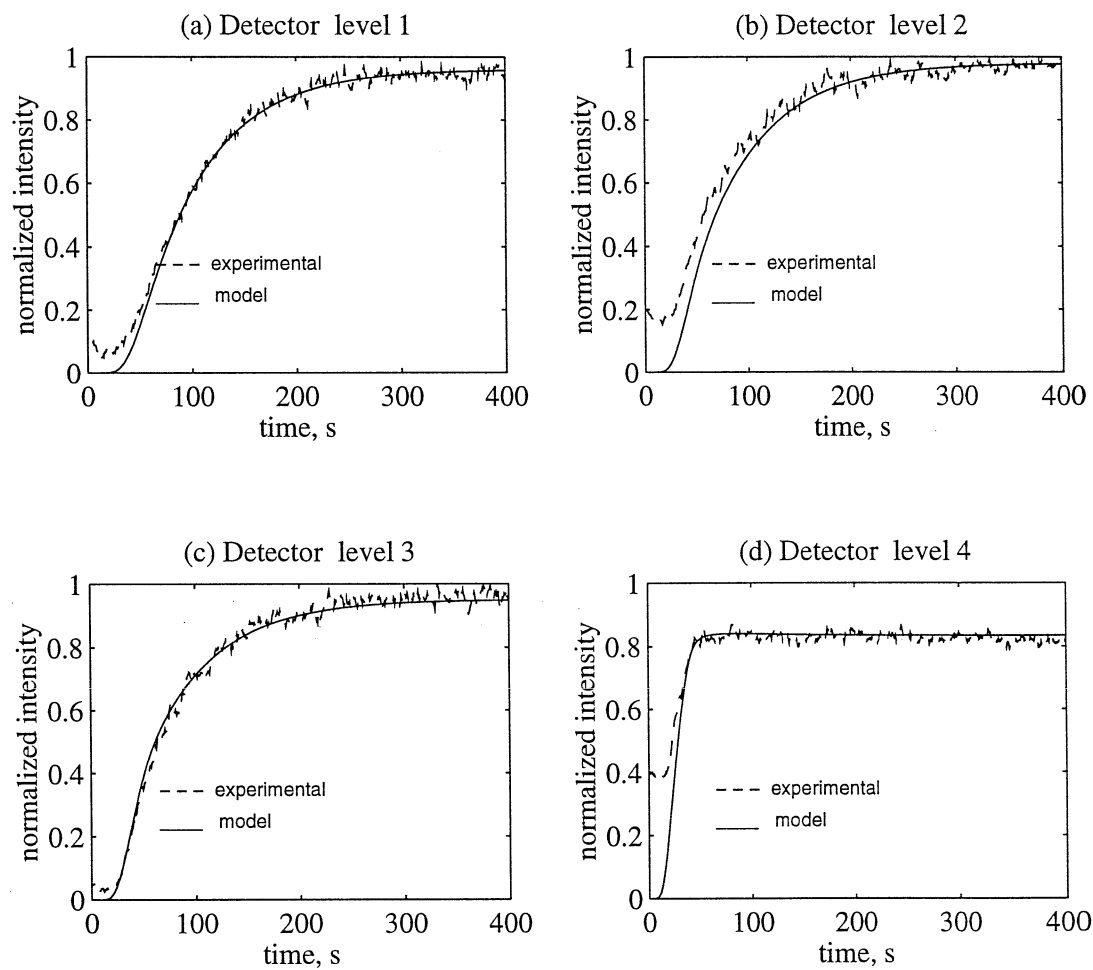 (a) Detector level 1
normalized intensity
1
0.8
0.6
0.4
0.2
0
experimental
model
0 100 200 300 400
time, s
(b) Detector level 2
normalized intensity
1
0.8
0.6
0.4
0.2
0
experimental
model
0 100 200 300 400
time, s
(c) Detector level 3
normalized intensity
1
0.8
0.6
0.4
0.2
0
experimental
model
0 100 200 300 400
time, s
(d) Detector level 4
normalized intensity
1
0.8
0.6
0.4
0.2
0
experimental
model
0 100 200 300 400
time, s